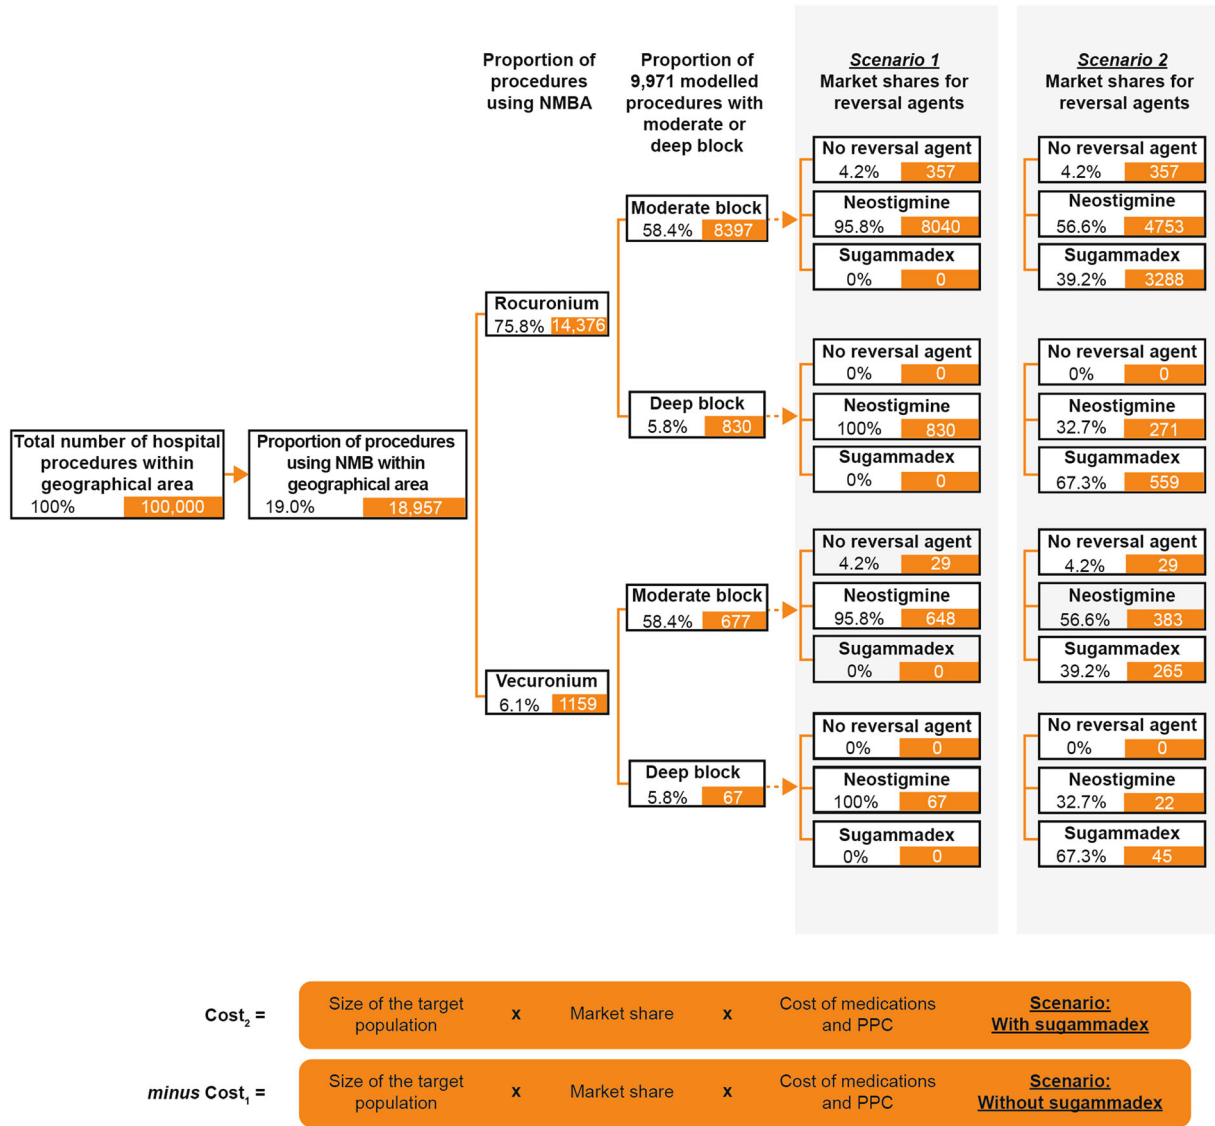 Proportion of
procedures
using NMBA
Proportion of
9,971 modelled
procedures with
moderate or
deep block
Scenario 1
Market shares for
reversal agents
Scenario 2
Market shares for
reversal agents
Total number of hospital
procedures within
geographical area
100% 100,000
Proportion of procedures
using NMB within
geographical area
19.0% 18,957
Rocuronium
75.8% 14,376
Moderate block
58.4% 8397
No reversal agent
4.2% 357
Neostigmine
95.8% 8040
Sugammadex
0% 0
No reversal agent
4.2% 357
Neostigmine
56.6% 4753
Sugammadex
39.2% 3288
Deep block
5.8% 830
No reversal agent
0% 0
Neostigmine
100% 830
Sugammadex
0% 0
No reversal agent
0% 0
Neostigmine
32.7% 271
Sugammadex
67.3% 559
Vecuronium
6.1% 1159
Moderate block
58.4% 677
No reversal agent
4.2% 29
Neostigmine
95.8% 648
Sugammadex
0% 0
No reversal agent
4.2% 29
Neostigmine
56.6% 383
Sugammadex
39.2% 265
Deep block
5.8% 67
No reversal agent
0% 0
Neostigmine
100% 67
Sugammadex
0% 0
No reversal agent
0% 0
Neostigmine
32.7% 22
Sugammadex
67.3% 45
Cost₂ =
Size of the target
population
x
Market share
x
Cost of medications
and PPC
Scenario:
With sugammadex
minus Cost₁ =
Size of the target
population
x
Market share
x
Cost of medications
and PPC
Scenario:
Without sugammadex